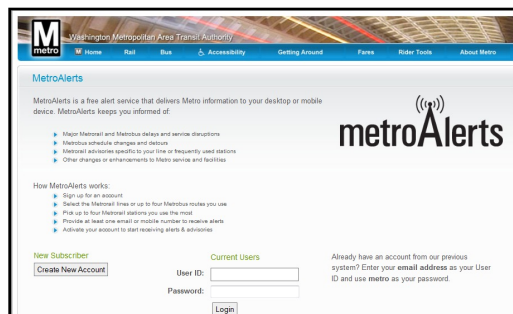 M
metro
Washington Metropolitan Area Transit Authority
M Home Rail Bus Accessibility Getting Around Fares Rider Tools About Metro
MetroAlerts
MetroAlerts is a free alert service that delivers Metro information to your desktop or mobile
device. MetroAlerts keeps you informed of:
Major Metrorail and Metrobus delays and service disruptions
Metrobus schedule changes and detours
Metrorail advisories specific to your line or frequently used stations
Other changes or enhancements to Metro service and facilities
metroAlerts
How MetroAlerts works:
Sign up for an account
Select the Metrorail lines or up to four Metrobus routes you use
Pick up to four Metrorail stations you use the most
Provide at least one email or mobile number to receive alerts
Activate your account to start receiving alerts & advisories
New Subscriber
Create New Account
Current Users
User ID:
Password:
Login
Already have an account from our previous
system? Enter your email address as your User
ID and use metro as your password.